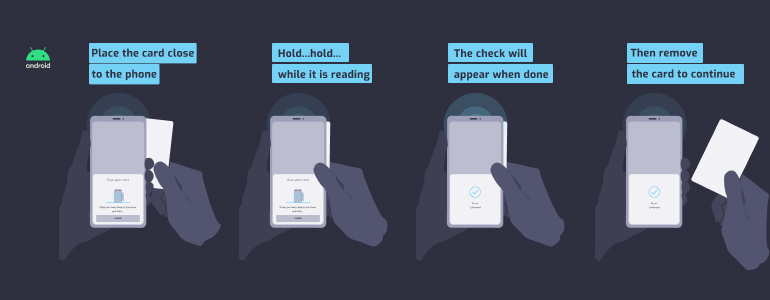 android
Place the card close
to the phone
Hold...hold...
while it is reading
The check will
appear when done
Then remove
the card to continue